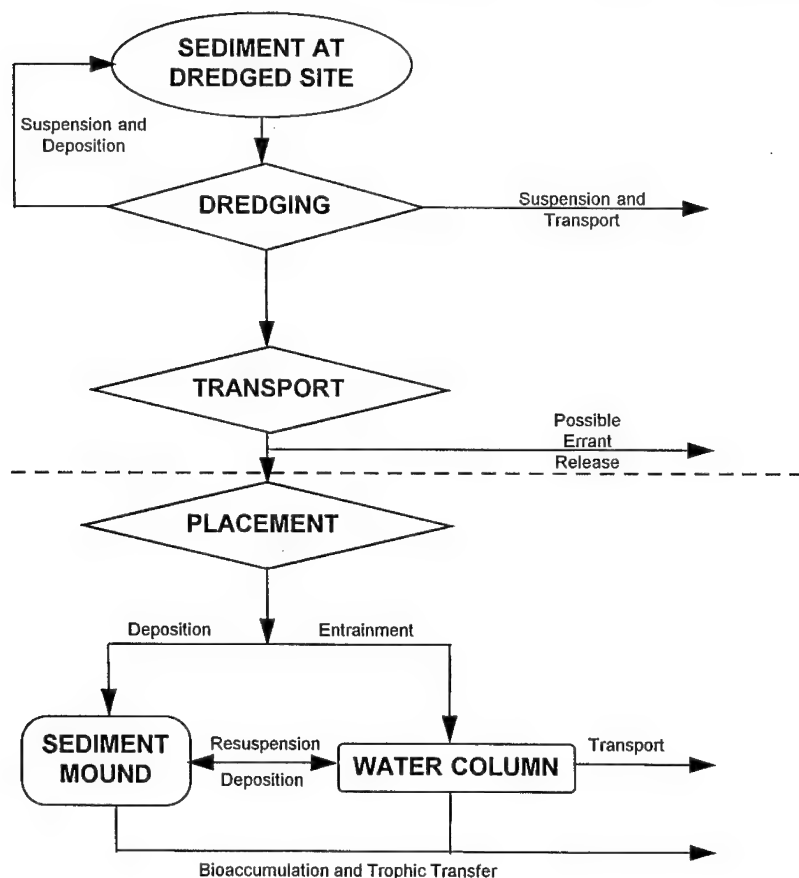 SEDIMENT AT
DREDGED SITE
Suspension and
Deposition
DREDGING
Suspension and
Transport
TRANSPORT
Possible
Errant
Release
PLACEMENT
Deposition
Entrainment
SEDIMENT
MOUND
Resuspension
Deposition
WATER COLUMN
Transport
Bioaccumulation and Trophic Transfer